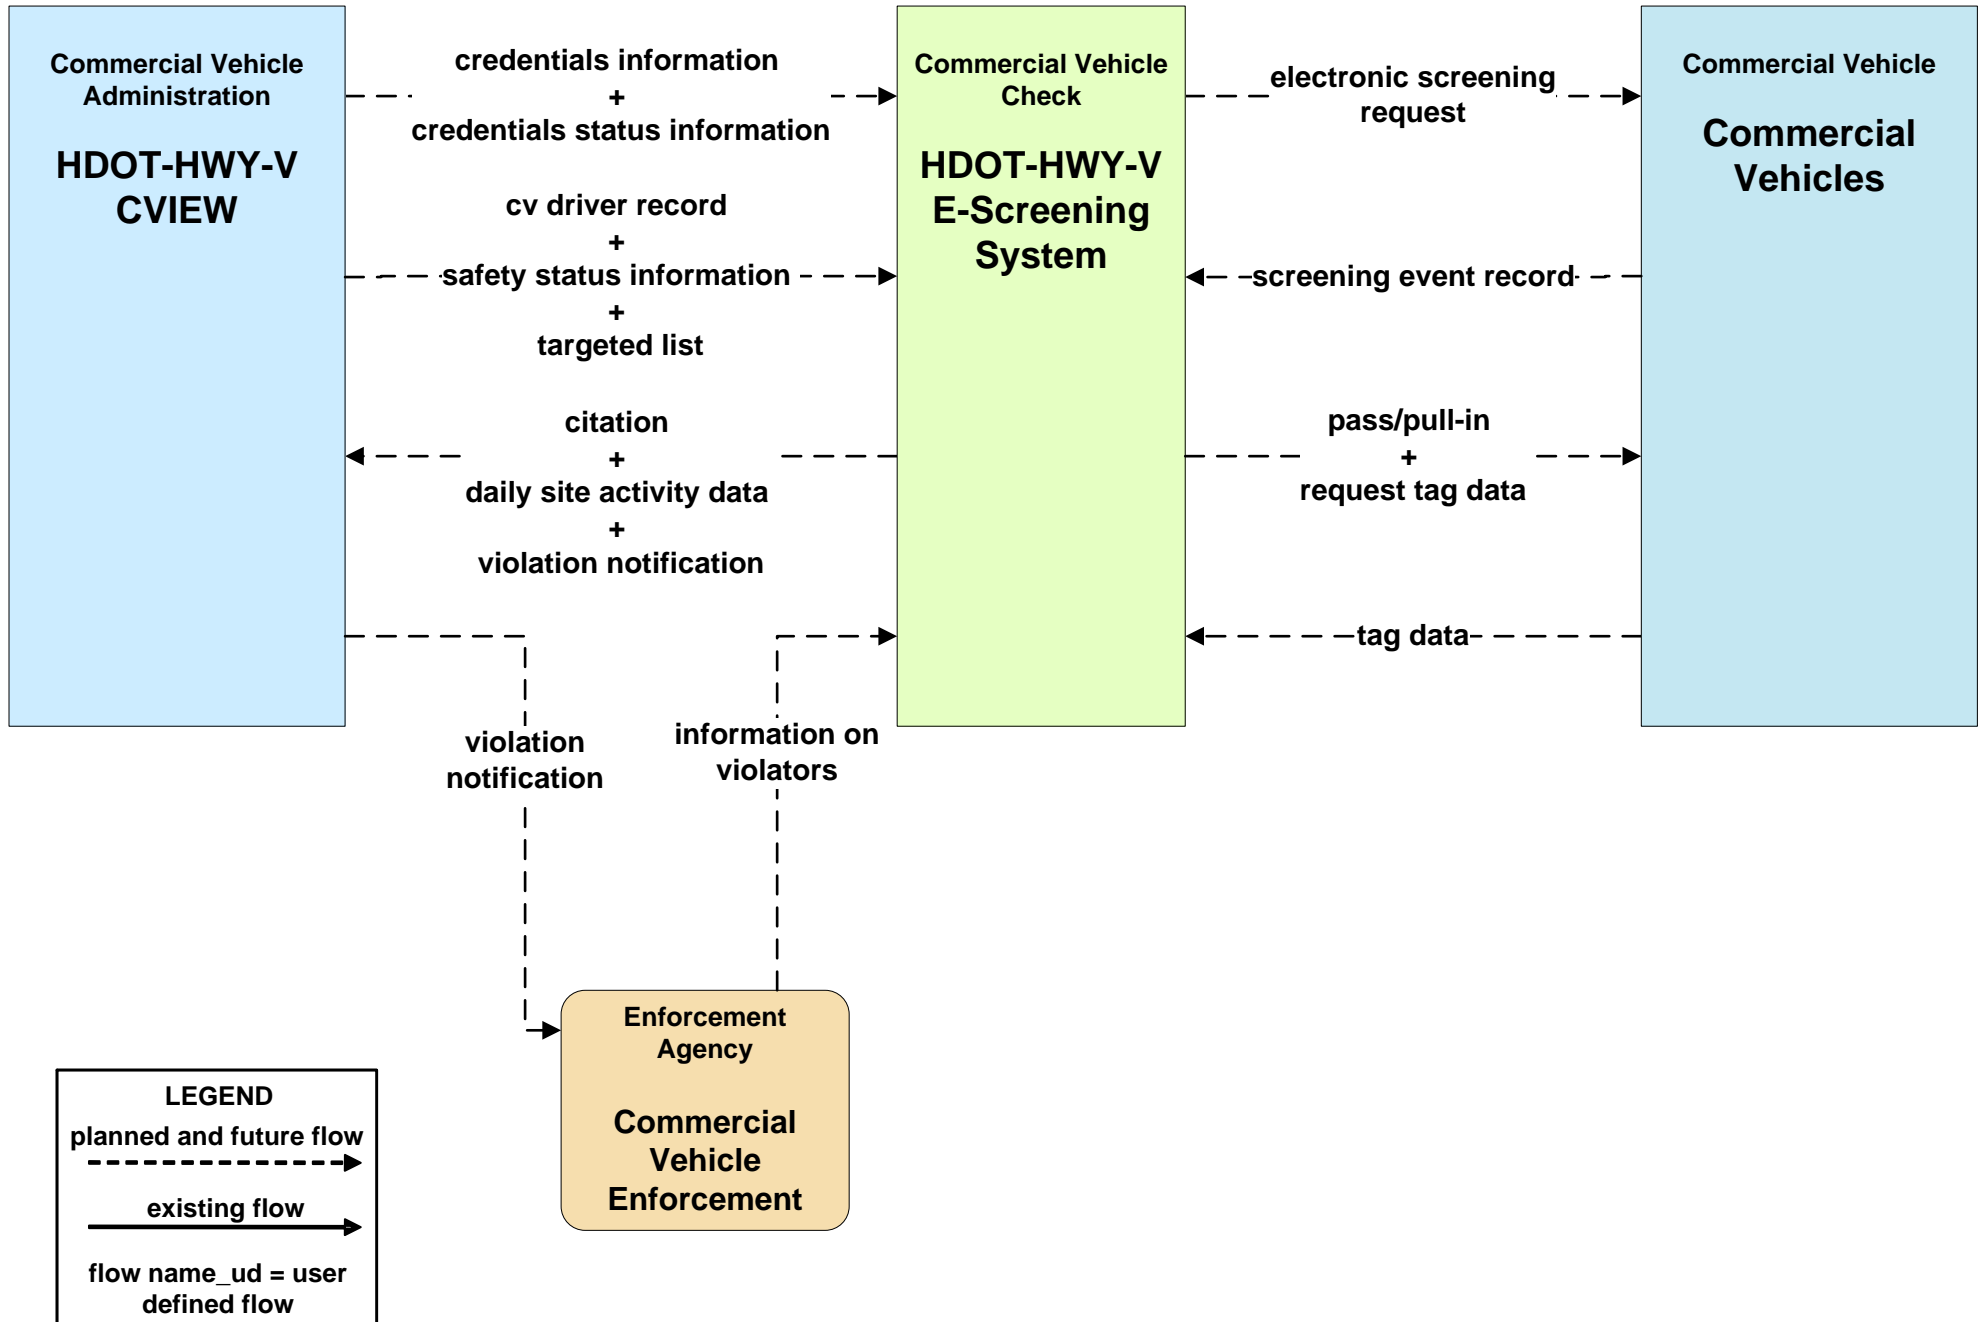 Commercial Vehicle
Administration
HDOT-HWY-V
CVIEW
credentials information
+
credentials status information
cv driver record
+
safety status information
+
targeted list
citation
+
daily site activity data
+
violation notification
Commercial Vehicle
Check
HDOT-HWY-V
E-Screening
System
electronic screening
request
screening event record
pass/pull-in
+
request tag data
tag data
Commercial Vehicle
Commercial
Vehicles
violation
notification
information on
violators
Enforcement
Agency
Commercial
Vehicle
Enforcement
LEGEND
planned and future flow
existing flow
flow name_ud = user
defined flow